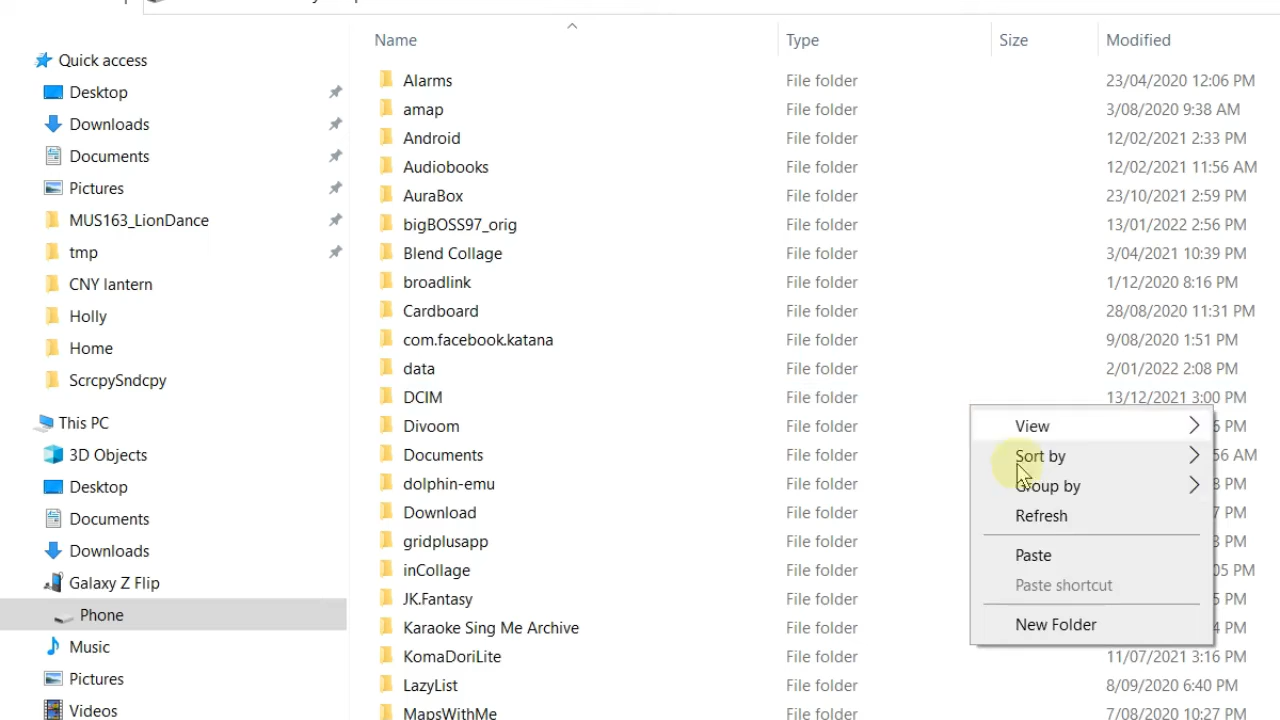 Name Type Size Modified
Quick access
Desktop
Downloads
Documents
Pictures
MUS163_LionDance
tmp
CNY lantern
Holly
Home
ScrcpySndcpy
This PC
3D Objects
Desktop
Documents
Downloads
Galaxy Z Flip
Phone
Music
Pictures
Videos
Alarms File folder 23/04/2020 12:06 PM
amap File folder 3/08/2020 9:38 AM
Android File folder 12/02/2021 2:33 PM
Audiobooks File folder 12/02/2021 11:56 AM
AuraBox File folder 23/10/2021 2:59 PM
bigBOSS97_orig File folder 13/01/2022 2:56 PM
Blend Collage File folder 3/04/2021 10:39 PM
broadlink File folder 1/12/2020 8:16 PM
Cardboard File folder 28/08/2020 11:31 PM
com.facebook.katana File folder 9/08/2020 1:51 PM
data File folder 2/01/2022 2:08 PM
DCIM File folder 13/12/2021 3:00 PM
Divoom File folder 6 PM
Documents File folder 56 AM
dolphin-emu File folder 8 PM
Download File folder 7 PM
gridplusapp File folder 3 PM
inCollage File folder 05 PM
JK.Fantasy File folder 5 PM
Karaoke Sing Me Archive File folder 4 PM
KomaDoriLite File folder 11/07/2021 3:16 PM
LazyList File folder 8/09/2020 6:40 PM
MapsWithMe File folder 7/08/2020 10:27 PM
View
Sort by
Group by
Refresh
Paste
Paste shortcut
New Folder